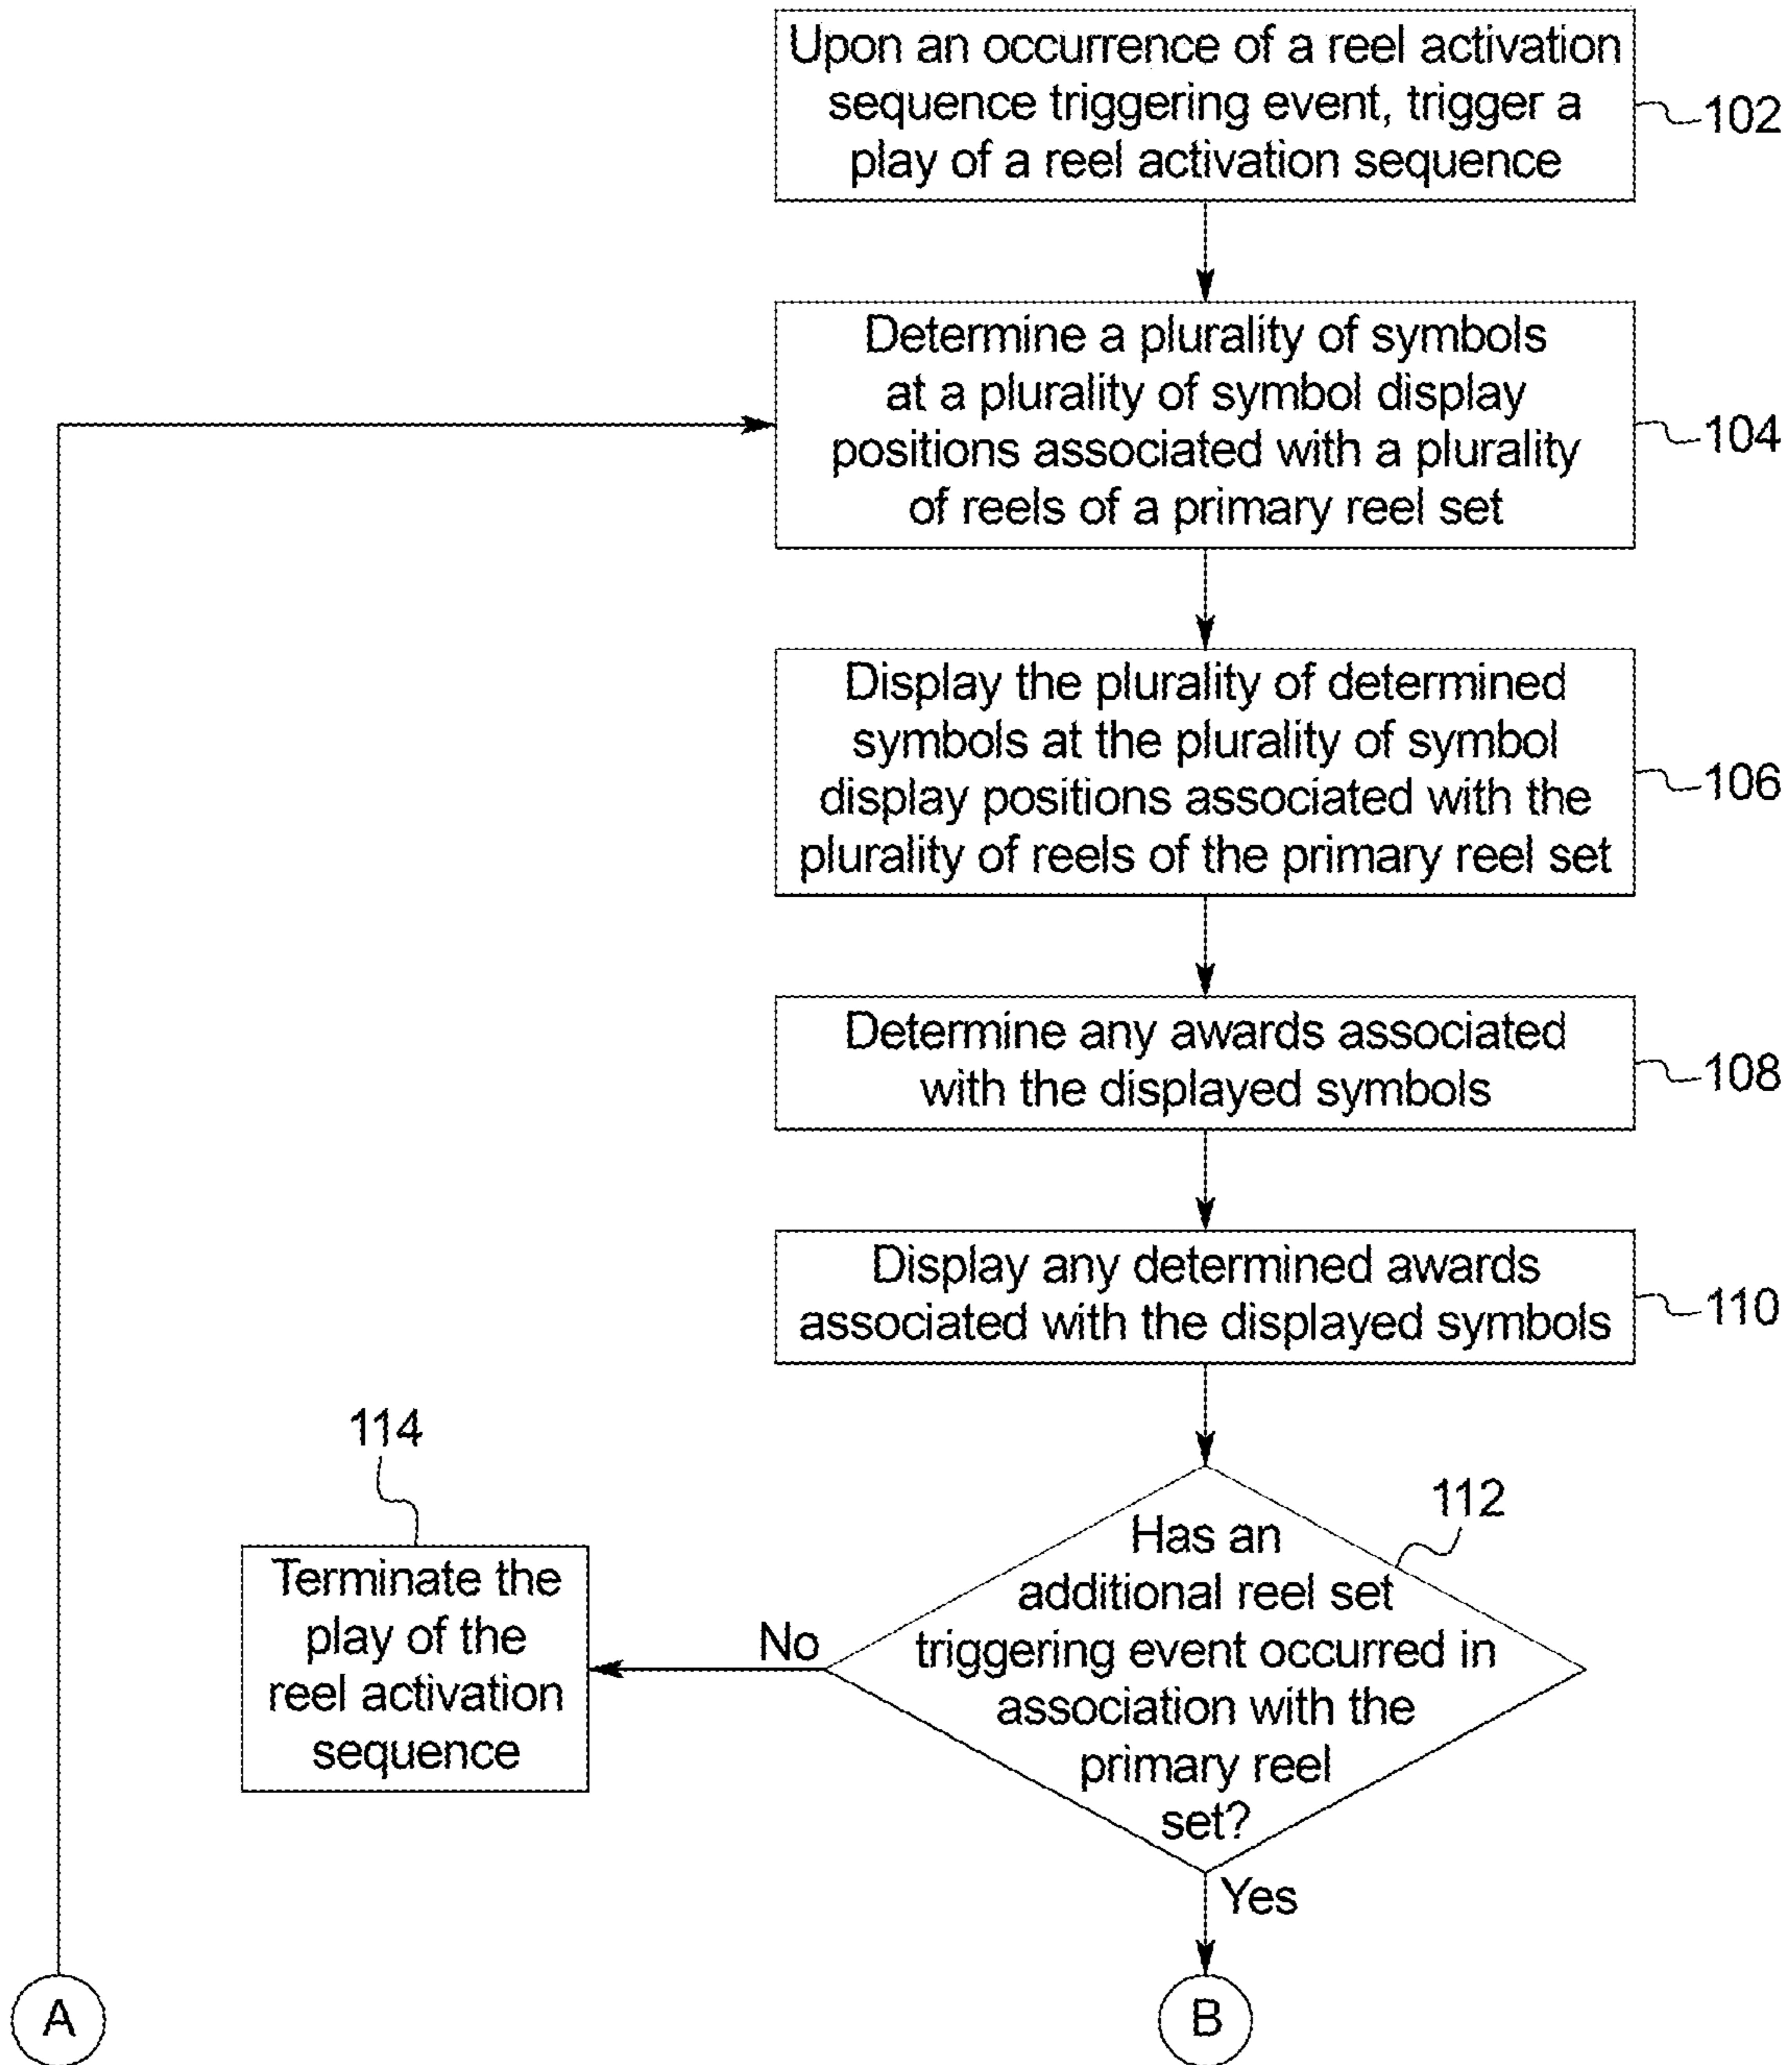 Upon an occurrence of a reel activation
sequence triggering event, trigger a
play of a reel activation sequence
102
Determine a plurality of symbols
at a plurality of symbol display
positions associated with a plurality
of reels of a primary reel set
104
Display the plurality of determined
symbols at the plurality of symbol
display positions associated with the
plurality of reels of the primary reel set
106
Determine any awards associated
with the displayed symbols
108
Display any determined awards
associated with the displayed symbols
110
112
Has an
additional reel set
triggering event occurred in
association with the
primary reel
set?
No
114
Terminate the
play of the
reel activation
sequence
Yes
A
B